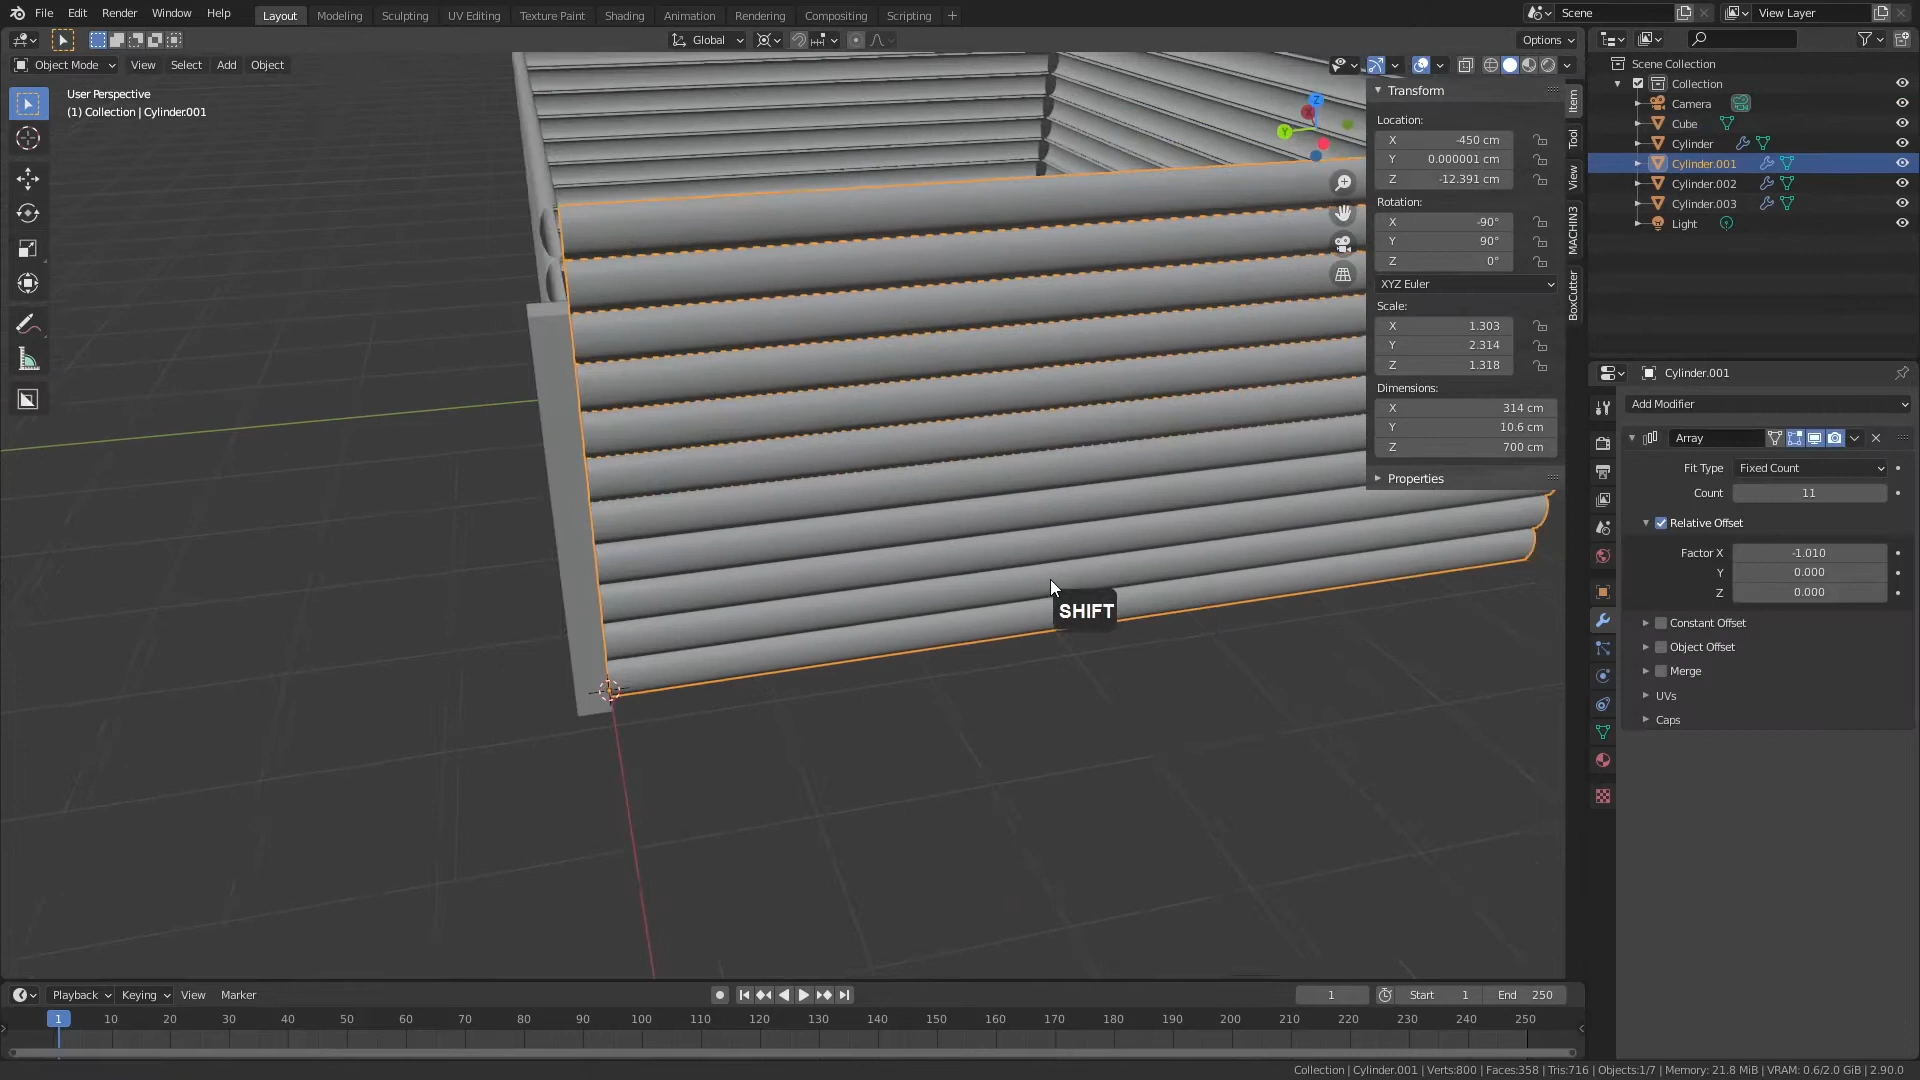 File Edit Render Window Help Layout Modeling Sculpting UV Editing Texture Paint Shading Animation Rendering Compositing Scripting + Scene View Layer
Global Options
Object Mode View Select Add Object
User Perspective
(1) Collection | Cylinder.001
Z
Y
SHIFT
Transform
Location:
X -450 cm
Y 0.000001 cm
Z -12.391 cm
Rotation:
X -90°
Y 90°
Z 0°
XYZ Euler
Scale:
X 1.303
Y 2.314
Z 1.318
Dimensions:
X 314 cm
Y 10.6 cm
Z 700 cm
Properties
Item
Tool
View
MACHIN3
BoxCutter
Scene Collection
Collection
Camera
Cube
Cylinder
Cylinder.001
Cylinder.002
Cylinder.003
Light
Cylinder.001
Add Modifier
Array
Fit Type Fixed Count
Count 11
Relative Offset
Factor X -1.010
Y 0.000
Z 0.000
Constant Offset
Object Offset
Merge
UVs
Caps
Playback Keying View Marker 1 Start 1 End 250
1 10 20 30 40 50 60 70 80 90 100 110 120 130 140 150 160 170 180 190 200 210 220 230 240 250
Collection | Cylinder.001 | Verts:800 | Faces:358 | Tris:716 | Objects:1/7 | Memory: 21.8 MiB | VRAM: 0.6/2.0 GiB | 2.90.0